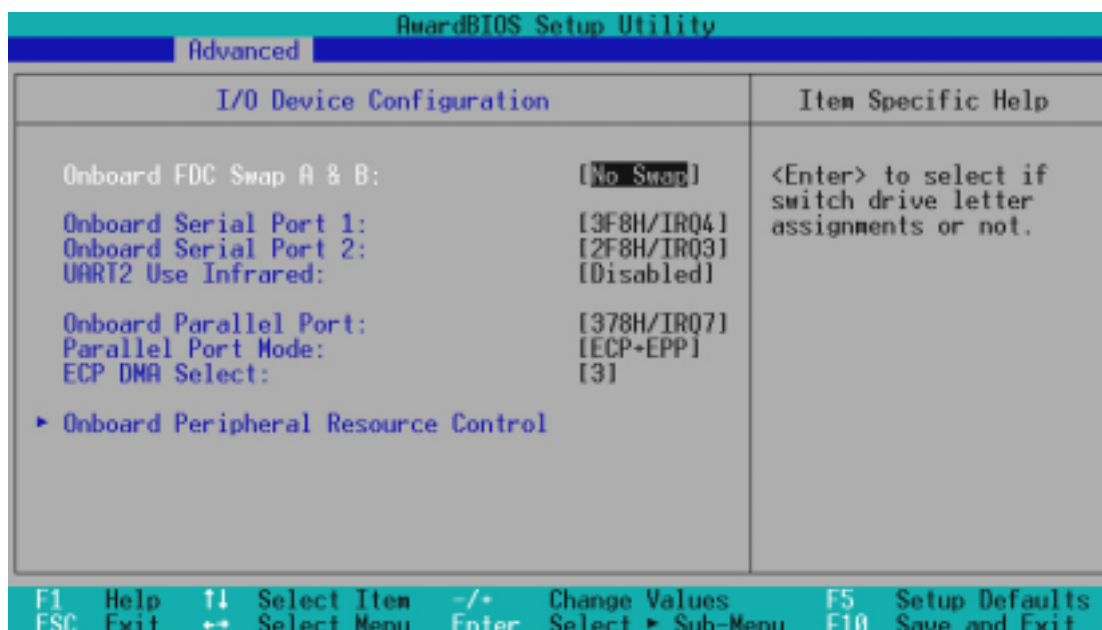 AwardBIOS Setup Utility
Advanced
I/O Device Configuration
Item Specific Help
Onboard FDC Swap A & B: [No Swap]
Onboard Serial Port 1: [3F8H/IRQ4]
Onboard Serial Port 2: [2F8H/IRQ3]
UART2 Use Infrared: [Disabled]
Onboard Parallel Port: [378H/IRQ7]
Parallel Port Mode: [ECP+EPP]
ECP DMA Select: [3]
▸ Onboard Peripheral Resource Control
<Enter> to select if
switch drive letter
assignments or not.
F1 Help ↑↓ Select Item -/+ Change Values F5 Setup Defaults
ESC Exit ←→ Select Menu Enter Select ▸ Sub-Menu F10 Save and Exit